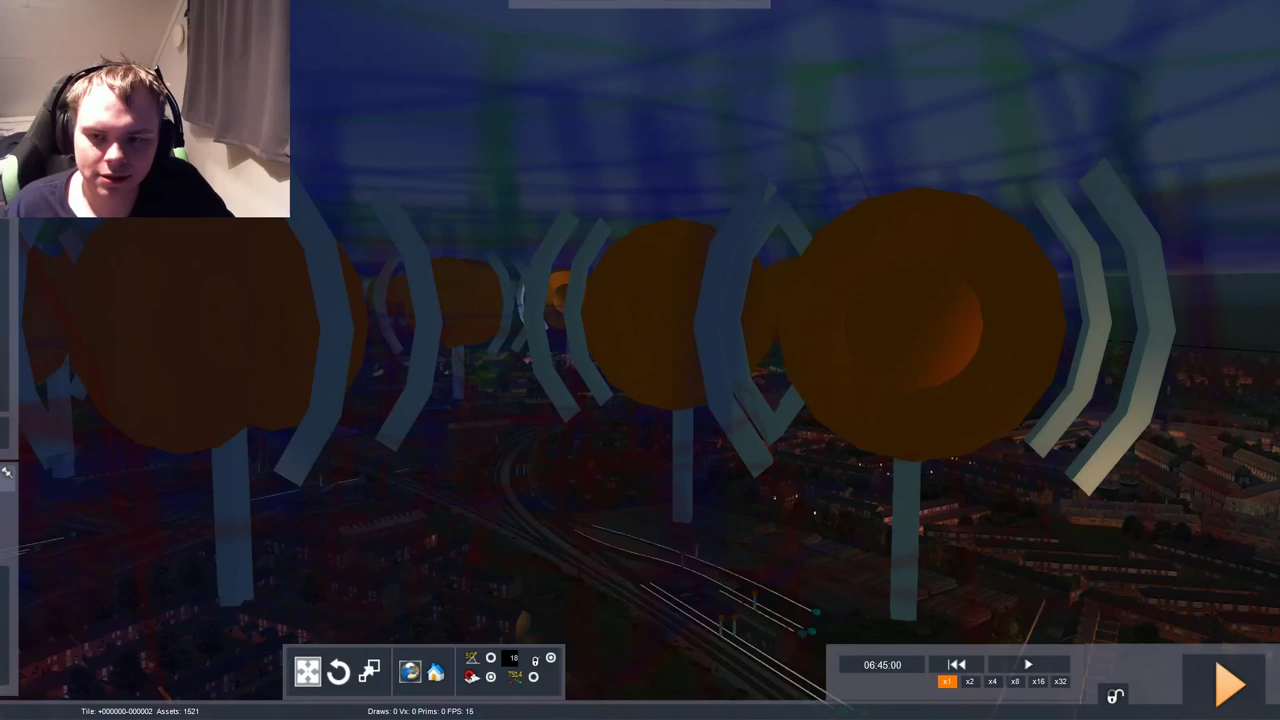 18
TS14
06:45:00
x1 x2 x4 x8 x16 x32
Tile: +000000-000002 Assets: 1521 Draws: 0 Vx: 0 Prims: 0 FPS: 15